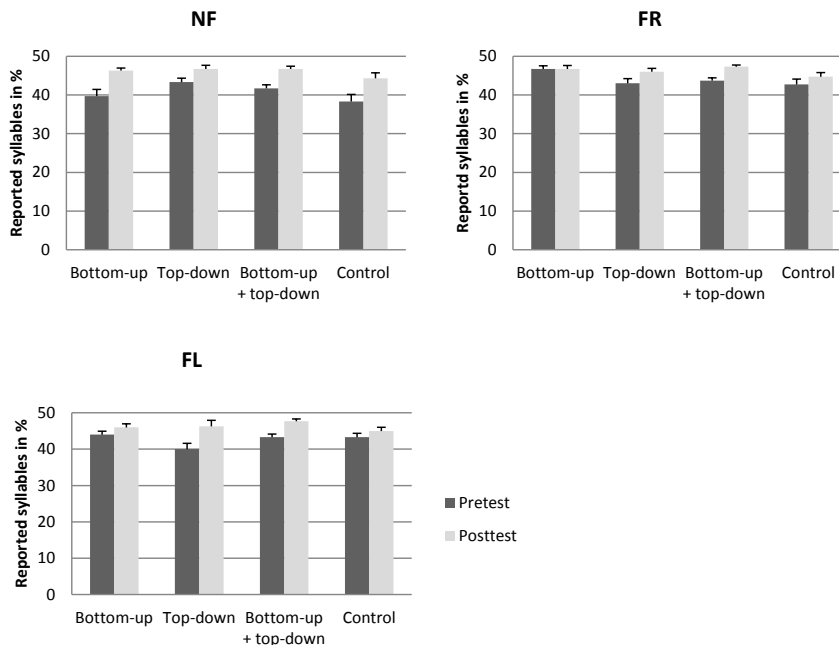 NF
Reported syllables in %
50
40
30
20
10
0
Bottom-up
Top-down
Bottom-up
+ top-down
Control
FR
Reportd syllables in %
50
40
30
20
10
0
Bottom-up
Top-down
Bottom-up
+ top-down
Control
FL
Reported syllables in %
50
40
30
20
10
0
Bottom-up
Top-down
Bottom-up
+ top-down
Control
Pretest
Posttest